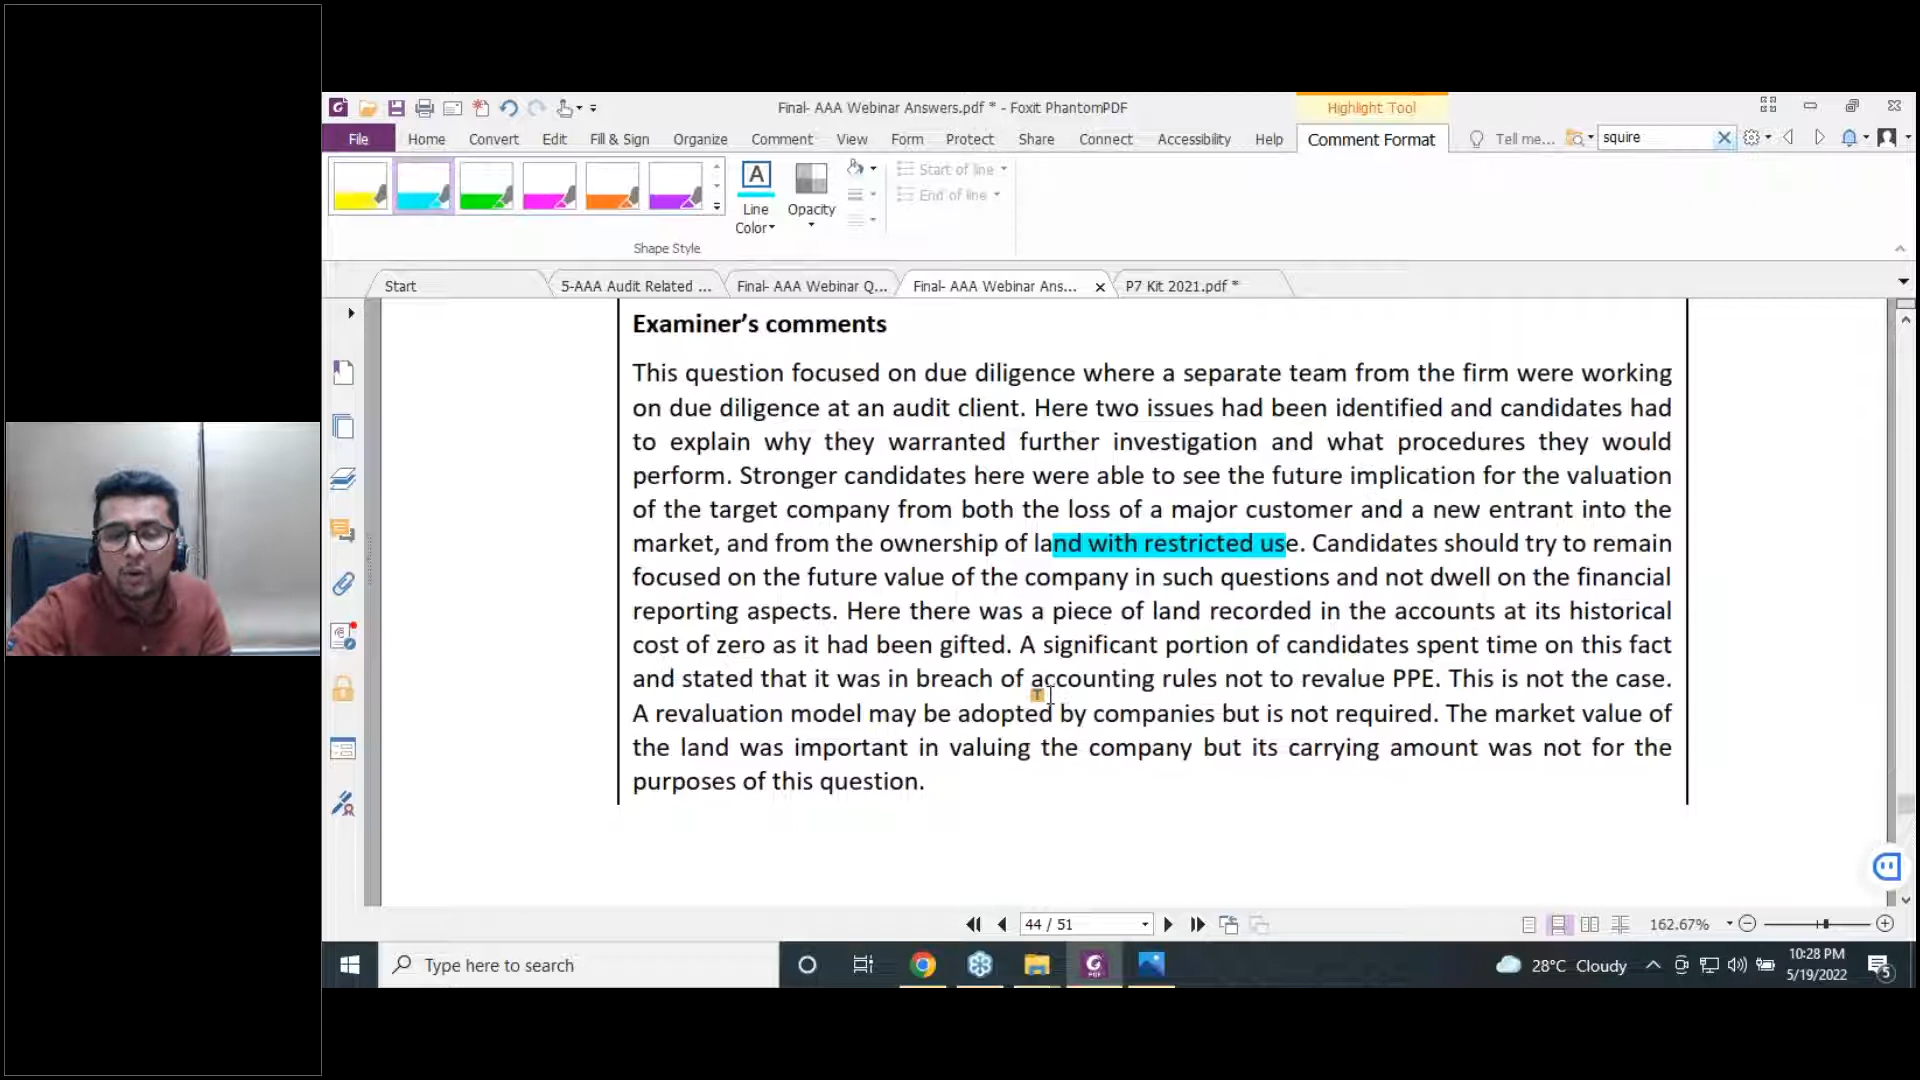 Final- AAA Webinar Answers.pdf * - Foxit PhantomPDF
Highlight Tool
File
Home
Convert
Edit
Fill & Sign
Organize
Comment
View
Form
Protect
Share
Connect
Accessibility
Help
Comment Format
Tell me...
squire
Line
Color
Opacity
Start of line
End of line
Shape Style
Start
5-AAA Audit Related ...
Final- AAA Webinar Q...
Final- AAA Webinar Ans...
P7 Kit 2021.pdf *
Examiner’s comments
This question focused on due diligence where a separate team from the firm were working
on due diligence at an audit client. Here two issues had been identified and candidates had
to explain why they warranted further investigation and what procedures they would
perform. Stronger candidates here were able to see the future implication for the valuation
of the target company from both the loss of a major customer and a new entrant into the
market, and from the ownership of land with restricted use. Candidates should try to remain
focused on the future value of the company in such questions and not dwell on the financial
reporting aspects. Here there was a piece of land recorded in the accounts at its historical
cost of zero as it had been gifted. A significant portion of candidates spent time on this fact
and stated that it was in breach of accounting rules not to revalue PPE. This is not the case.
A revaluation model may be adopted by companies but is not required. The market value of
the land was important in valuing the company but its carrying amount was not for the
purposes of this question.
44 / 51
162.67%
Type here to search
28°C Cloudy
10:28 PM
5/19/2022
5